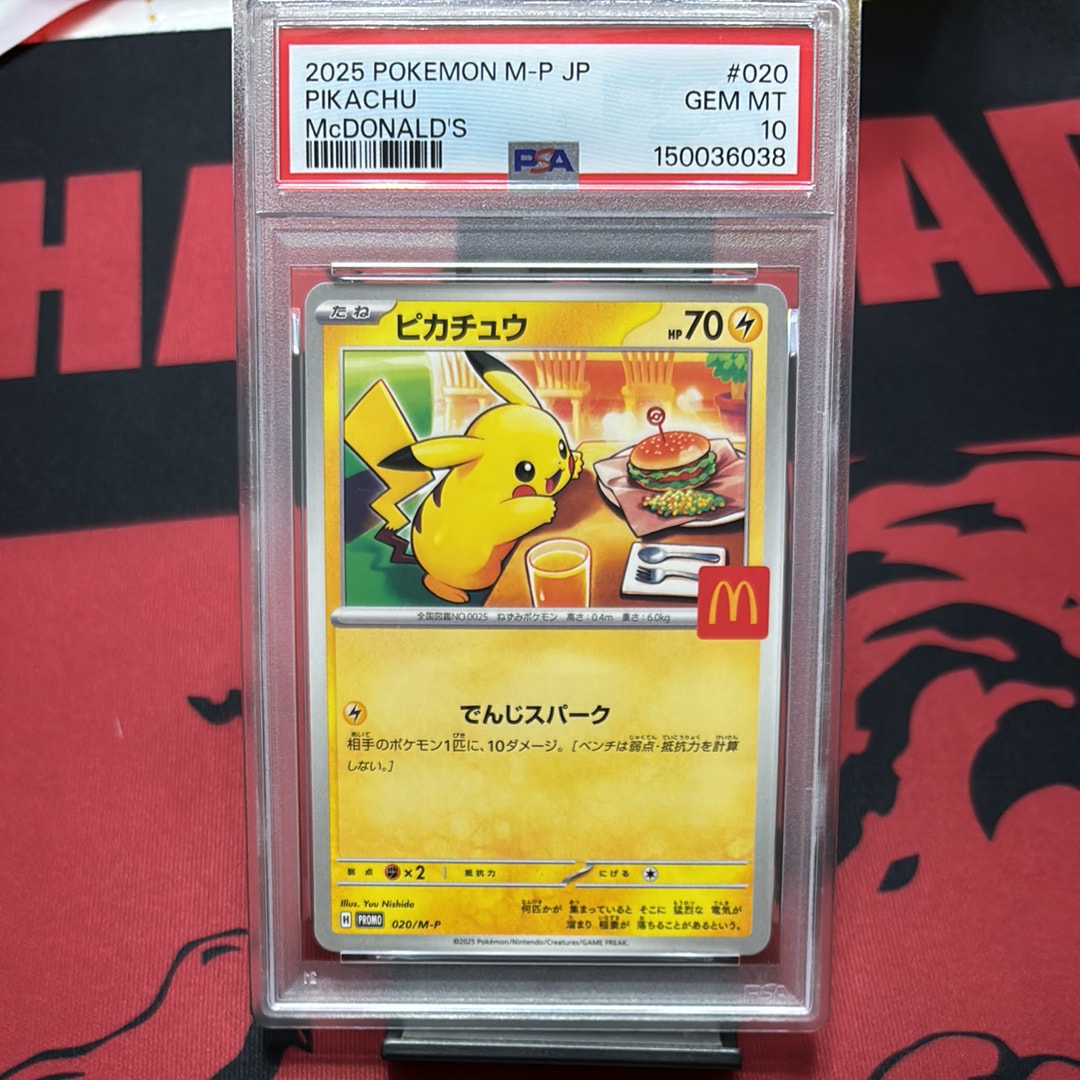 2025 POKEMON M-P JP #020
PIKACHU GEM MT
McDONALD'S 10
PSA 150036038
たね ピカチュウ HP 70
全国図鑑NO.0025 ねずみポケモン 高さ:0.4m 重さ:6.0kg
でんじスパーク
相手のポケモン1匹に、10ダメージ。[ベンチは弱点・抵抗力を計算
しない。]
弱点 ×2 抵抗力 にげる
Illus. Yuu Nishida
何匹かが 集まっていると そこに 猛烈な 電気が
溜まり 稲妻が 落ちることがあるという。
H PROMO 020/M-P
©2025 Pokémon/Nintendo/Creatures/GAME FREAK.
PSA